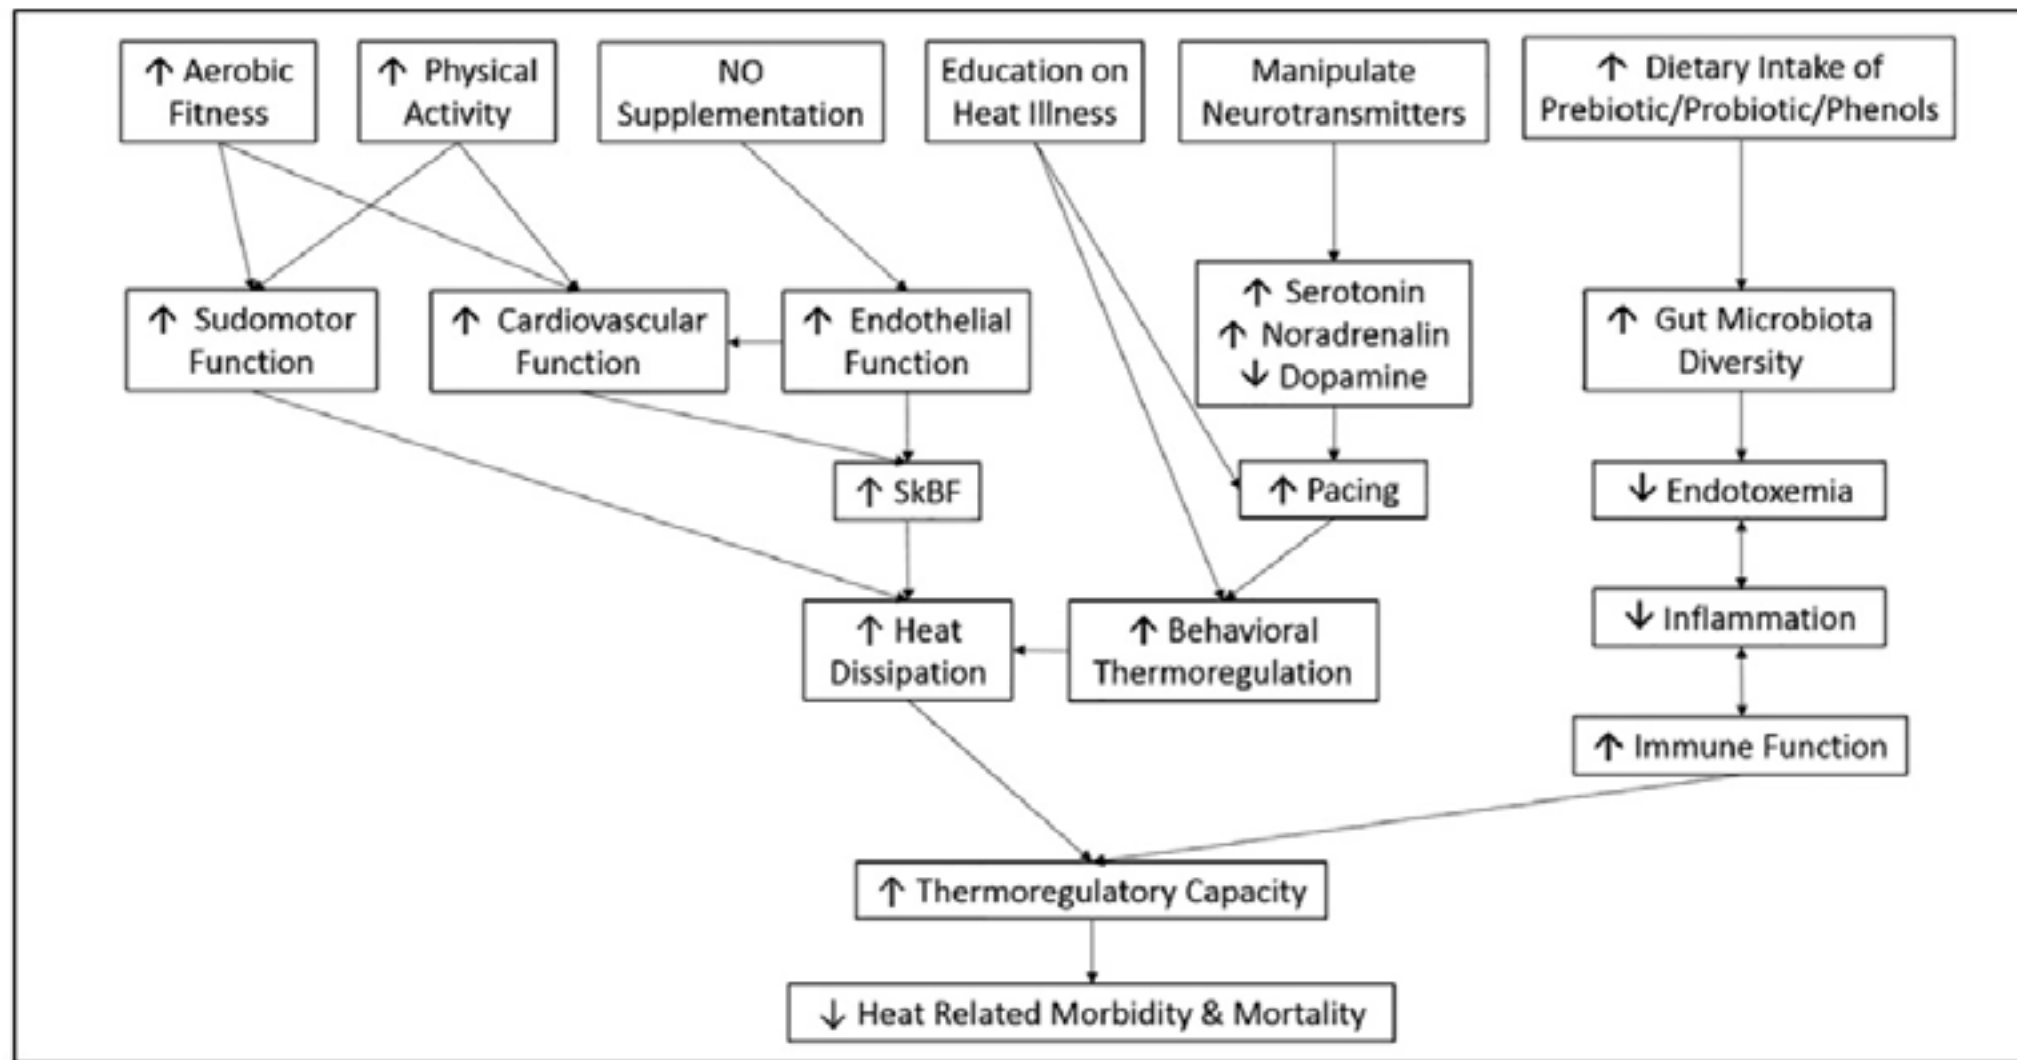 ↑ Aerobic
Fitness
↑ Physical
Activity
NO
Supplementation
Education on
Heat Illness
Manipulate
Neurotransmitters
↑ Dietary Intake of
Prebiotic/Probiotic/Phenols
↑ Sudomotor
Function
↑ Cardiovascular
Function
↑ Endothelial
Function
↑ Serotonin
↑ Noradrenalin
↓ Dopamine
↑ Gut Microbiota
Diversity
↑ SkBF
↑ Pacing
↓ Endotoxemia
↑ Heat
Dissipation
↑ Behavioral
Thermoregulation
↓ Inflammation
↑ Immune Function
↑ Thermoregulatory Capacity
↓ Heat Related Morbidity & Mortality